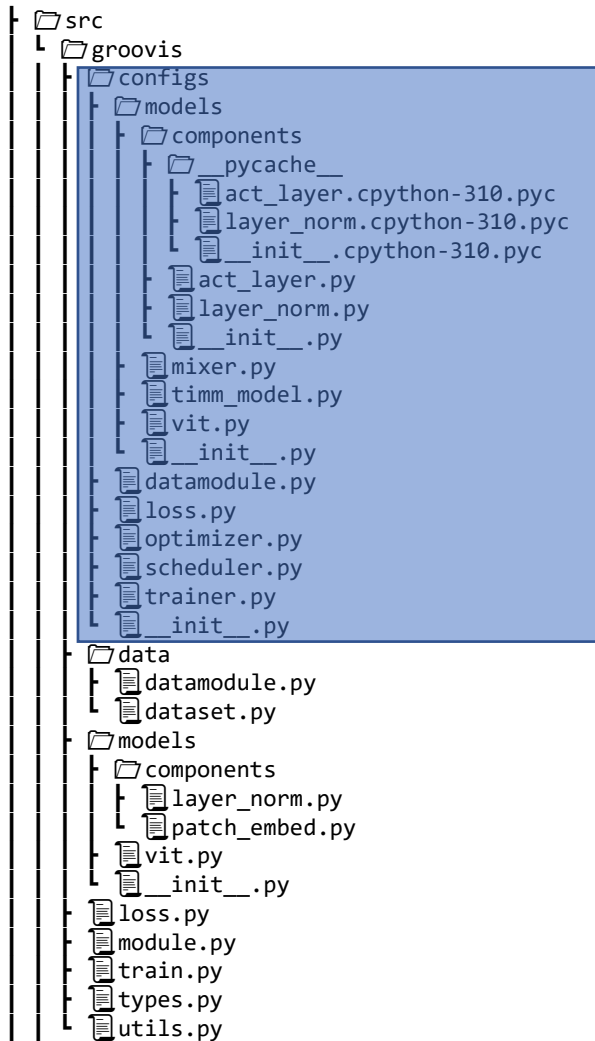 src
groovis
configs
models
components
__pycache__
act_layer.cpython-310.pyc
layer_norm.cpython-310.pyc
__init__.cpython-310.pyc
act_layer.py
layer_norm.py
__init__.py
mixer.py
timm_model.py
vit.py
__init__.py
datamodule.py
loss.py
optimizer.py
scheduler.py
trainer.py
__init__.py
data
datamodule.py
dataset.py
models
components
layer_norm.py
patch_embed.py
vit.py
__init__.py
loss.py
module.py
train.py
types.py
utils.py